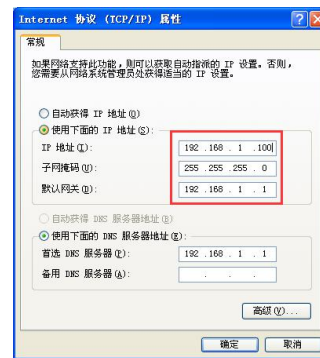 Internet 协议 (TCP/IP) 属性
常规
如果网络支持此功能，则可以获取自动指派的 IP 设置。否则，
您需要从网络系统管理员处获得适当的 IP 设置。
自动获得 IP 地址(O)
使用下面的 IP 地址(S):
IP 地址(I): 192 .168 . 1 .100
子网掩码(U): 255 .255 .255 . 0
默认网关(D): 192 .168 . 1 . 1
自动获得 DNS 服务器地址(B)
使用下面的 DNS 服务器地址(E):
首选 DNS 服务器(P): 192 .168 . 1 . 1
备用 DNS 服务器(A): . . .
高级(V)...
确定 取消